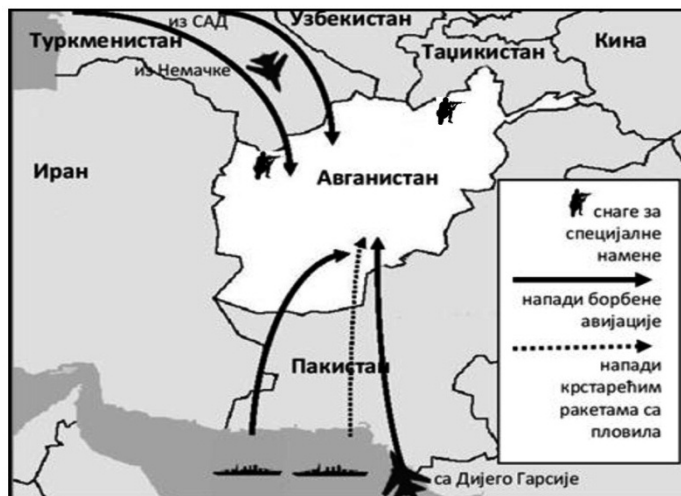 из САД
Узбекистан
Туркменистан
Таџикистан
Кина
из Немачке
Иран
Авганистан
снаге за
специјалне
намене
напади борбене
авијације
Пакистан
напади
крстарећим
ракетама са
пловила
са Дијего Гарсије